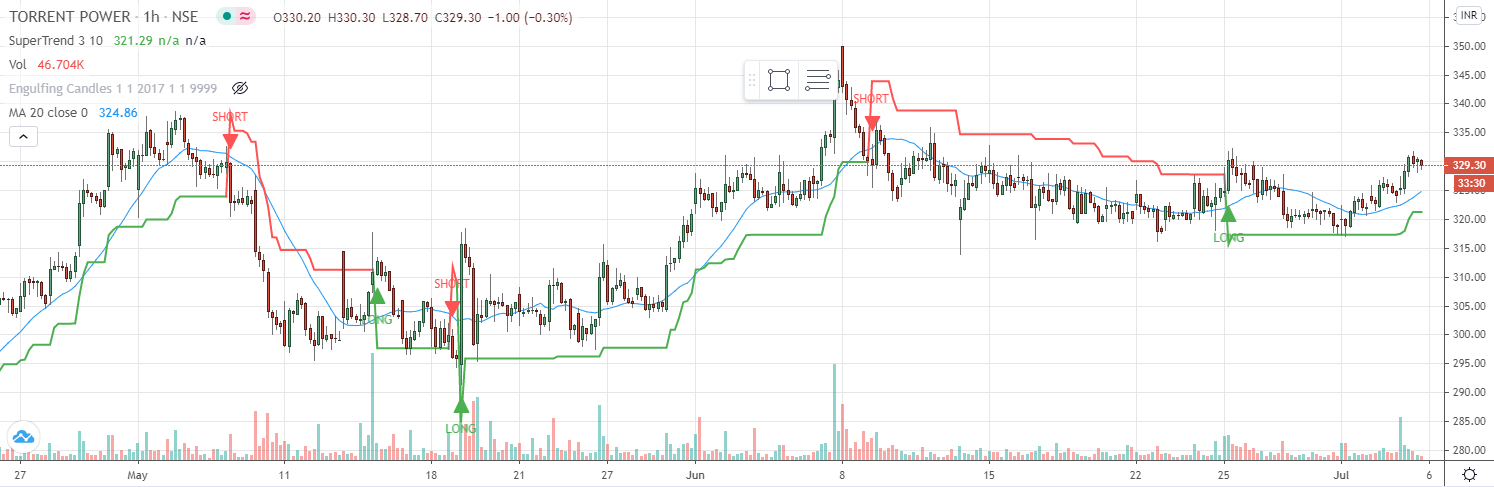 TORRENT POWER · 1h · NSE O330.20 H330.30 L328.70 C329.30 −1.00 (−0.30%)
SuperTrend 3 10 321.29 n/a n/a
Vol 46.704K
Engulfing Candles 1 1 2017 1 1 9999
MA 20 close 0 324.86
INR
350.00
345.00
340.00
335.00
329.30
33:30
320.00
315.00
310.00
305.00
300.00
295.00
290.00
285.00
280.00
SHORT
SHORT
SHORT
LONG
LONG
LONG
27 May 11 18 21 27 Jun 8 15 22 25 Jul 6